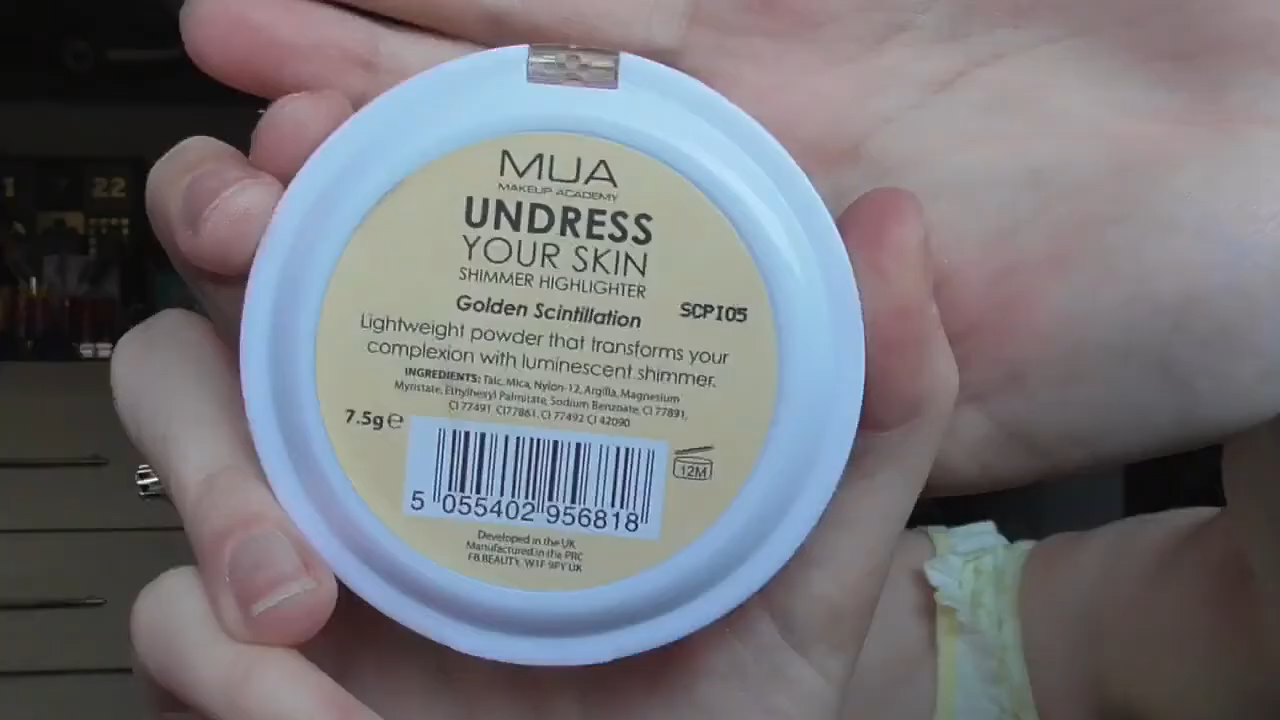 1 22
MUA
MAKEUP ACADEMY
UNDRESS
YOUR SKIN
SHIMMER HIGHLIGHTER
Golden Scintillation
SCPI05
Lightweight powder that transforms your
complexion with luminescent shimmer.
INGREDIENTS: Talc, Mica, Nylon-12, Argilla, Magnesium
Myristate, Ethylhexyl Palmitate, Sodium Benzoate, CI 77891,
CI 77491, CI77861, CI 77492 CI 42090
7.5g ℮
12M
5 055402 956818
Developed in the UK
Manufactured in the PRC
FB BEAUTY, W1F 9PY UK